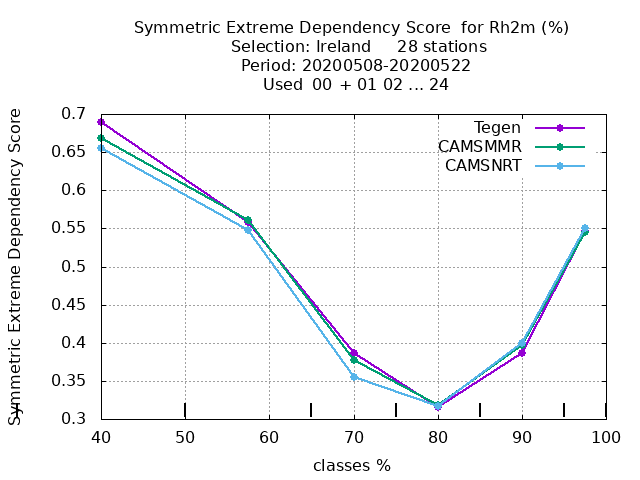 Symmetric Extreme Dependency Score for Rh2m (%)
Selection: Ireland 28 stations
Period: 20200508-20200522
Used 00 + 01 02 ... 24
Symmetric Extreme Dependency Score
0.7
0.65
0.6
0.55
0.5
0.45
0.4
0.35
0.3
Tegen
CAMSMMR
CAMSNRT
40 50 60 70 80 90 100
classes %